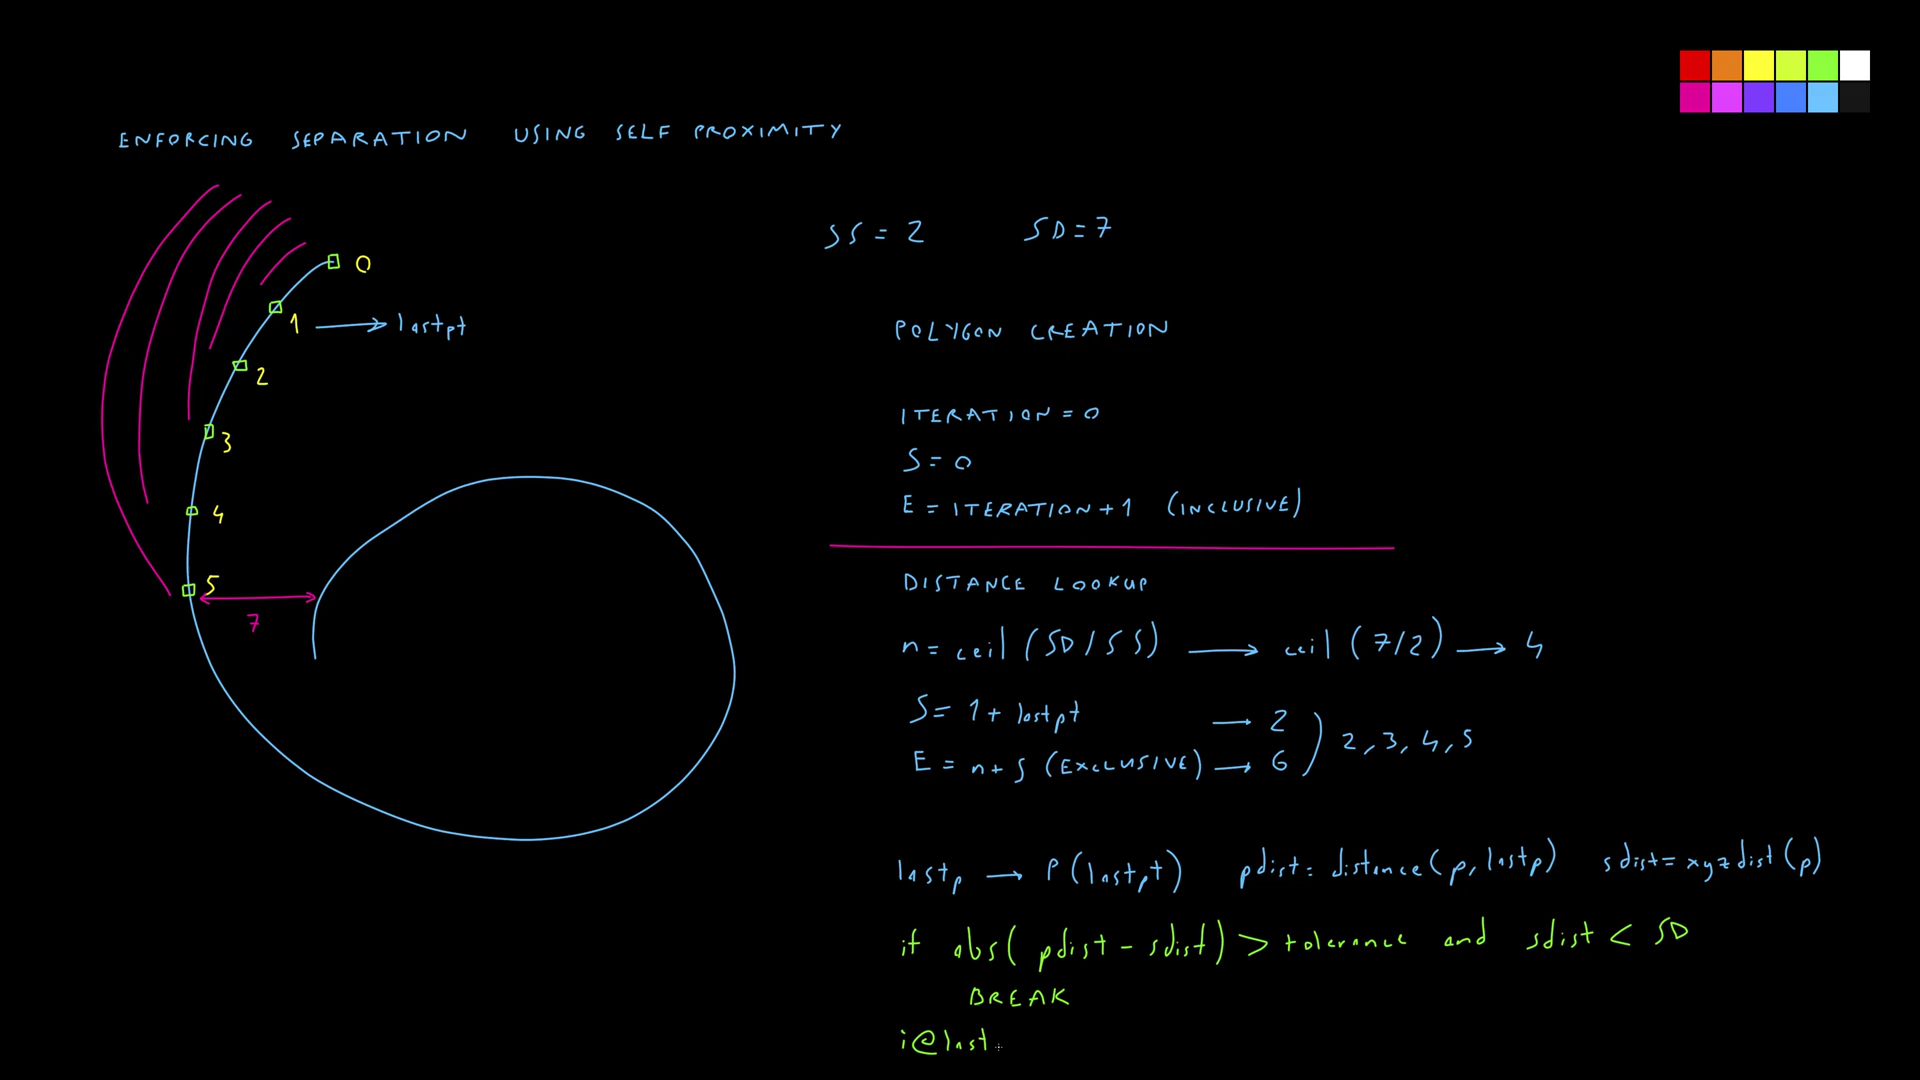 ENFORCING SEPARATION USING SELF PROXIMITY
0
1 → lastpt
2
3
4
5
7
SS = 2 SD = 7
POLYGON CREATION
ITERATION = 0
S = 0
E = ITERATION + 1 (INCLUSIVE)
DISTANCE LOOKUP
n = ceil (SD / SS) → ceil (7/2) → 4
S = 1 + lastpt → 2
E = n + S (EXCLUSIVE) → 6 ) 2, 3, 4, 5
lastp → P(lastpt) pdist = distance(p, lastp) sdist = xyzdist(p)
if abs( pdist - sdist) > tolerance and sdist < SD
BREAK
i@last